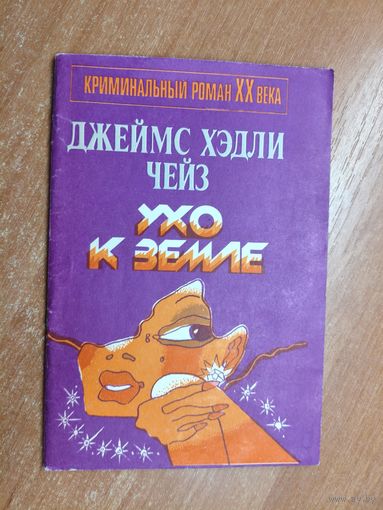 КРИМИНАЛЬНЫЙ РОМАН XX ВЕКА
ДЖЕЙМС ХЭДЛИ
ЧЕЙЗ
УХО
К ЗЕМЛЕ